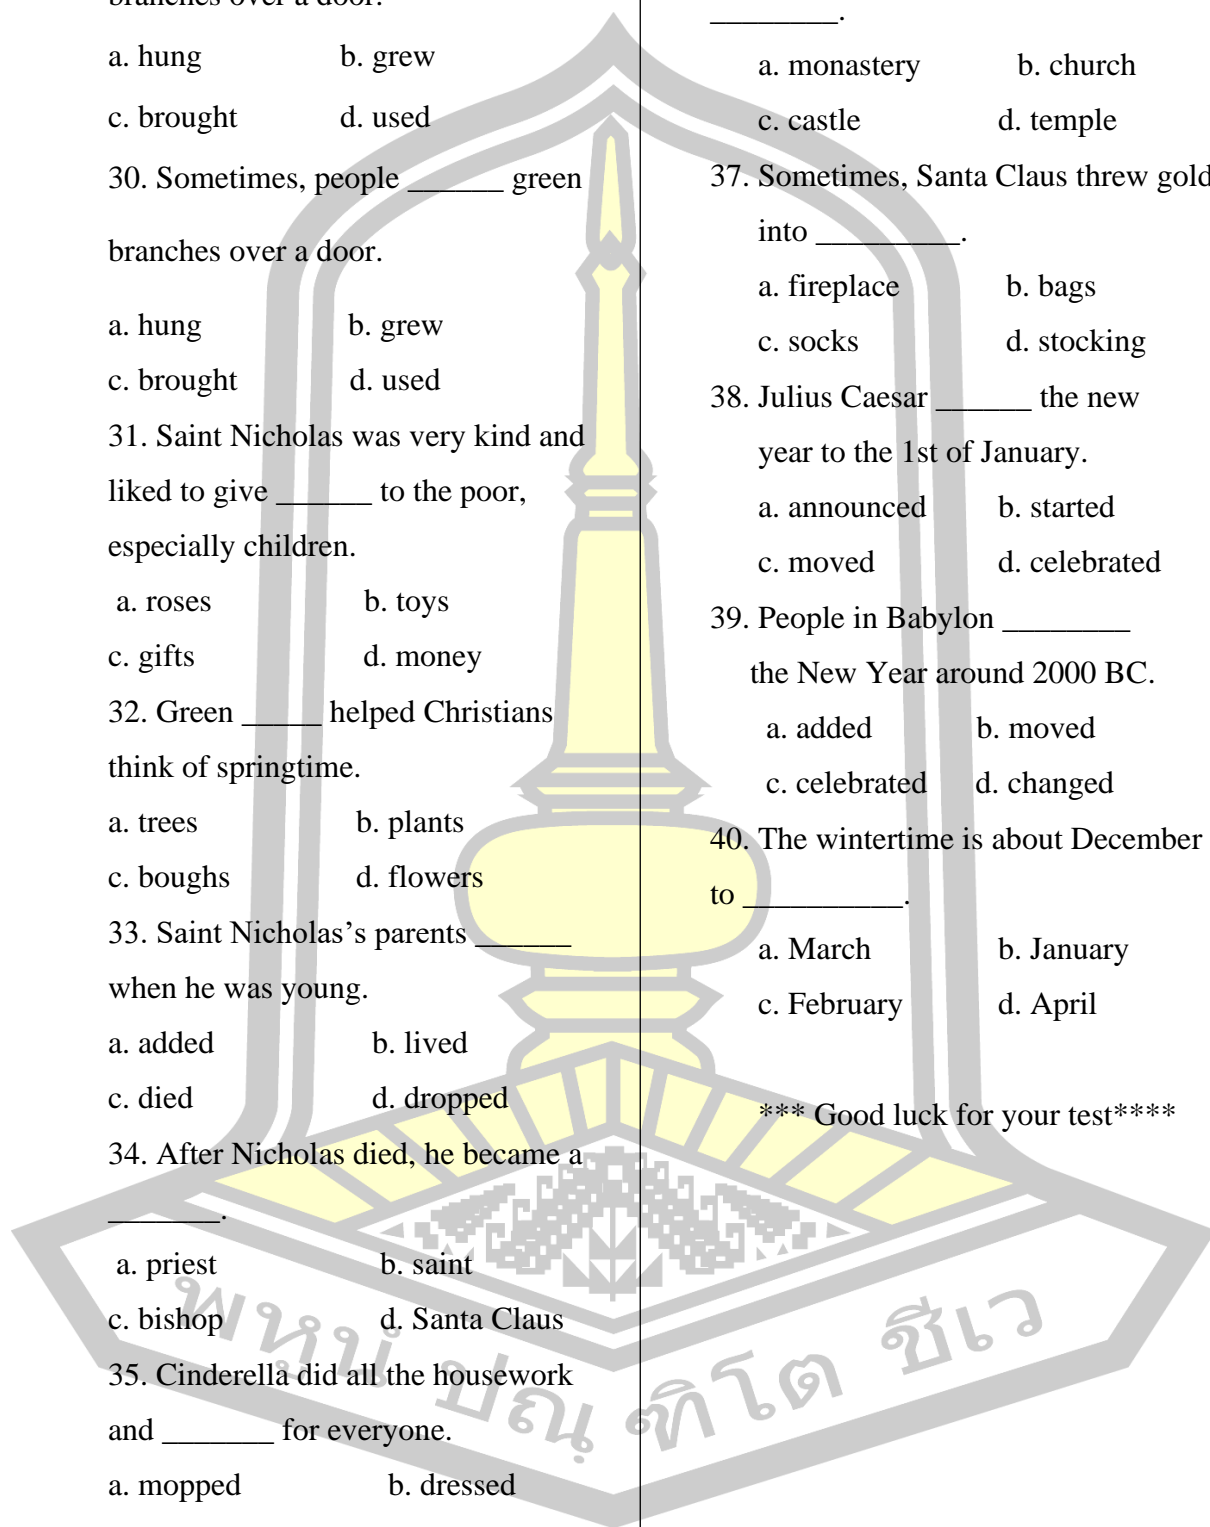 branches over a door.
a. hung b. grew
c. brought d. used
30. Sometimes, people ______ green
branches over a door.
a. hung b. grew
c. brought d. used
31. Saint Nicholas was very kind and
liked to give ______ to the poor,
especially children.
a. roses b. toys
c. gifts d. money
32. Green _____ helped Christians
think of springtime.
a. trees b. plants
c. boughs d. flowers
33. Saint Nicholas’s parents ______
when he was young.
a. added b. lived
c. died d. dropped
34. After Nicholas died, he became a
_______.
a. priest b. saint
c. bishop d. Santa Claus
35. Cinderella did all the housework
and _______ for everyone.
a. mopped b. dressed
________.
a. monastery b. church
c. castle d. temple
37. Sometimes, Santa Claus threw gold
into _________.
a. fireplace b. bags
c. socks d. stocking
38. Julius Caesar ______ the new
year to the 1st of January.
a. announced b. started
c. moved d. celebrated
39. People in Babylon ________
the New Year around 2000 BC.
a. added b. moved
c. celebrated d. changed
40. The wintertime is about December
to __________.
a. March b. January
c. February d. April
*** Good luck for your test****
พหูนํ ปณฺฑิโต ชีเว